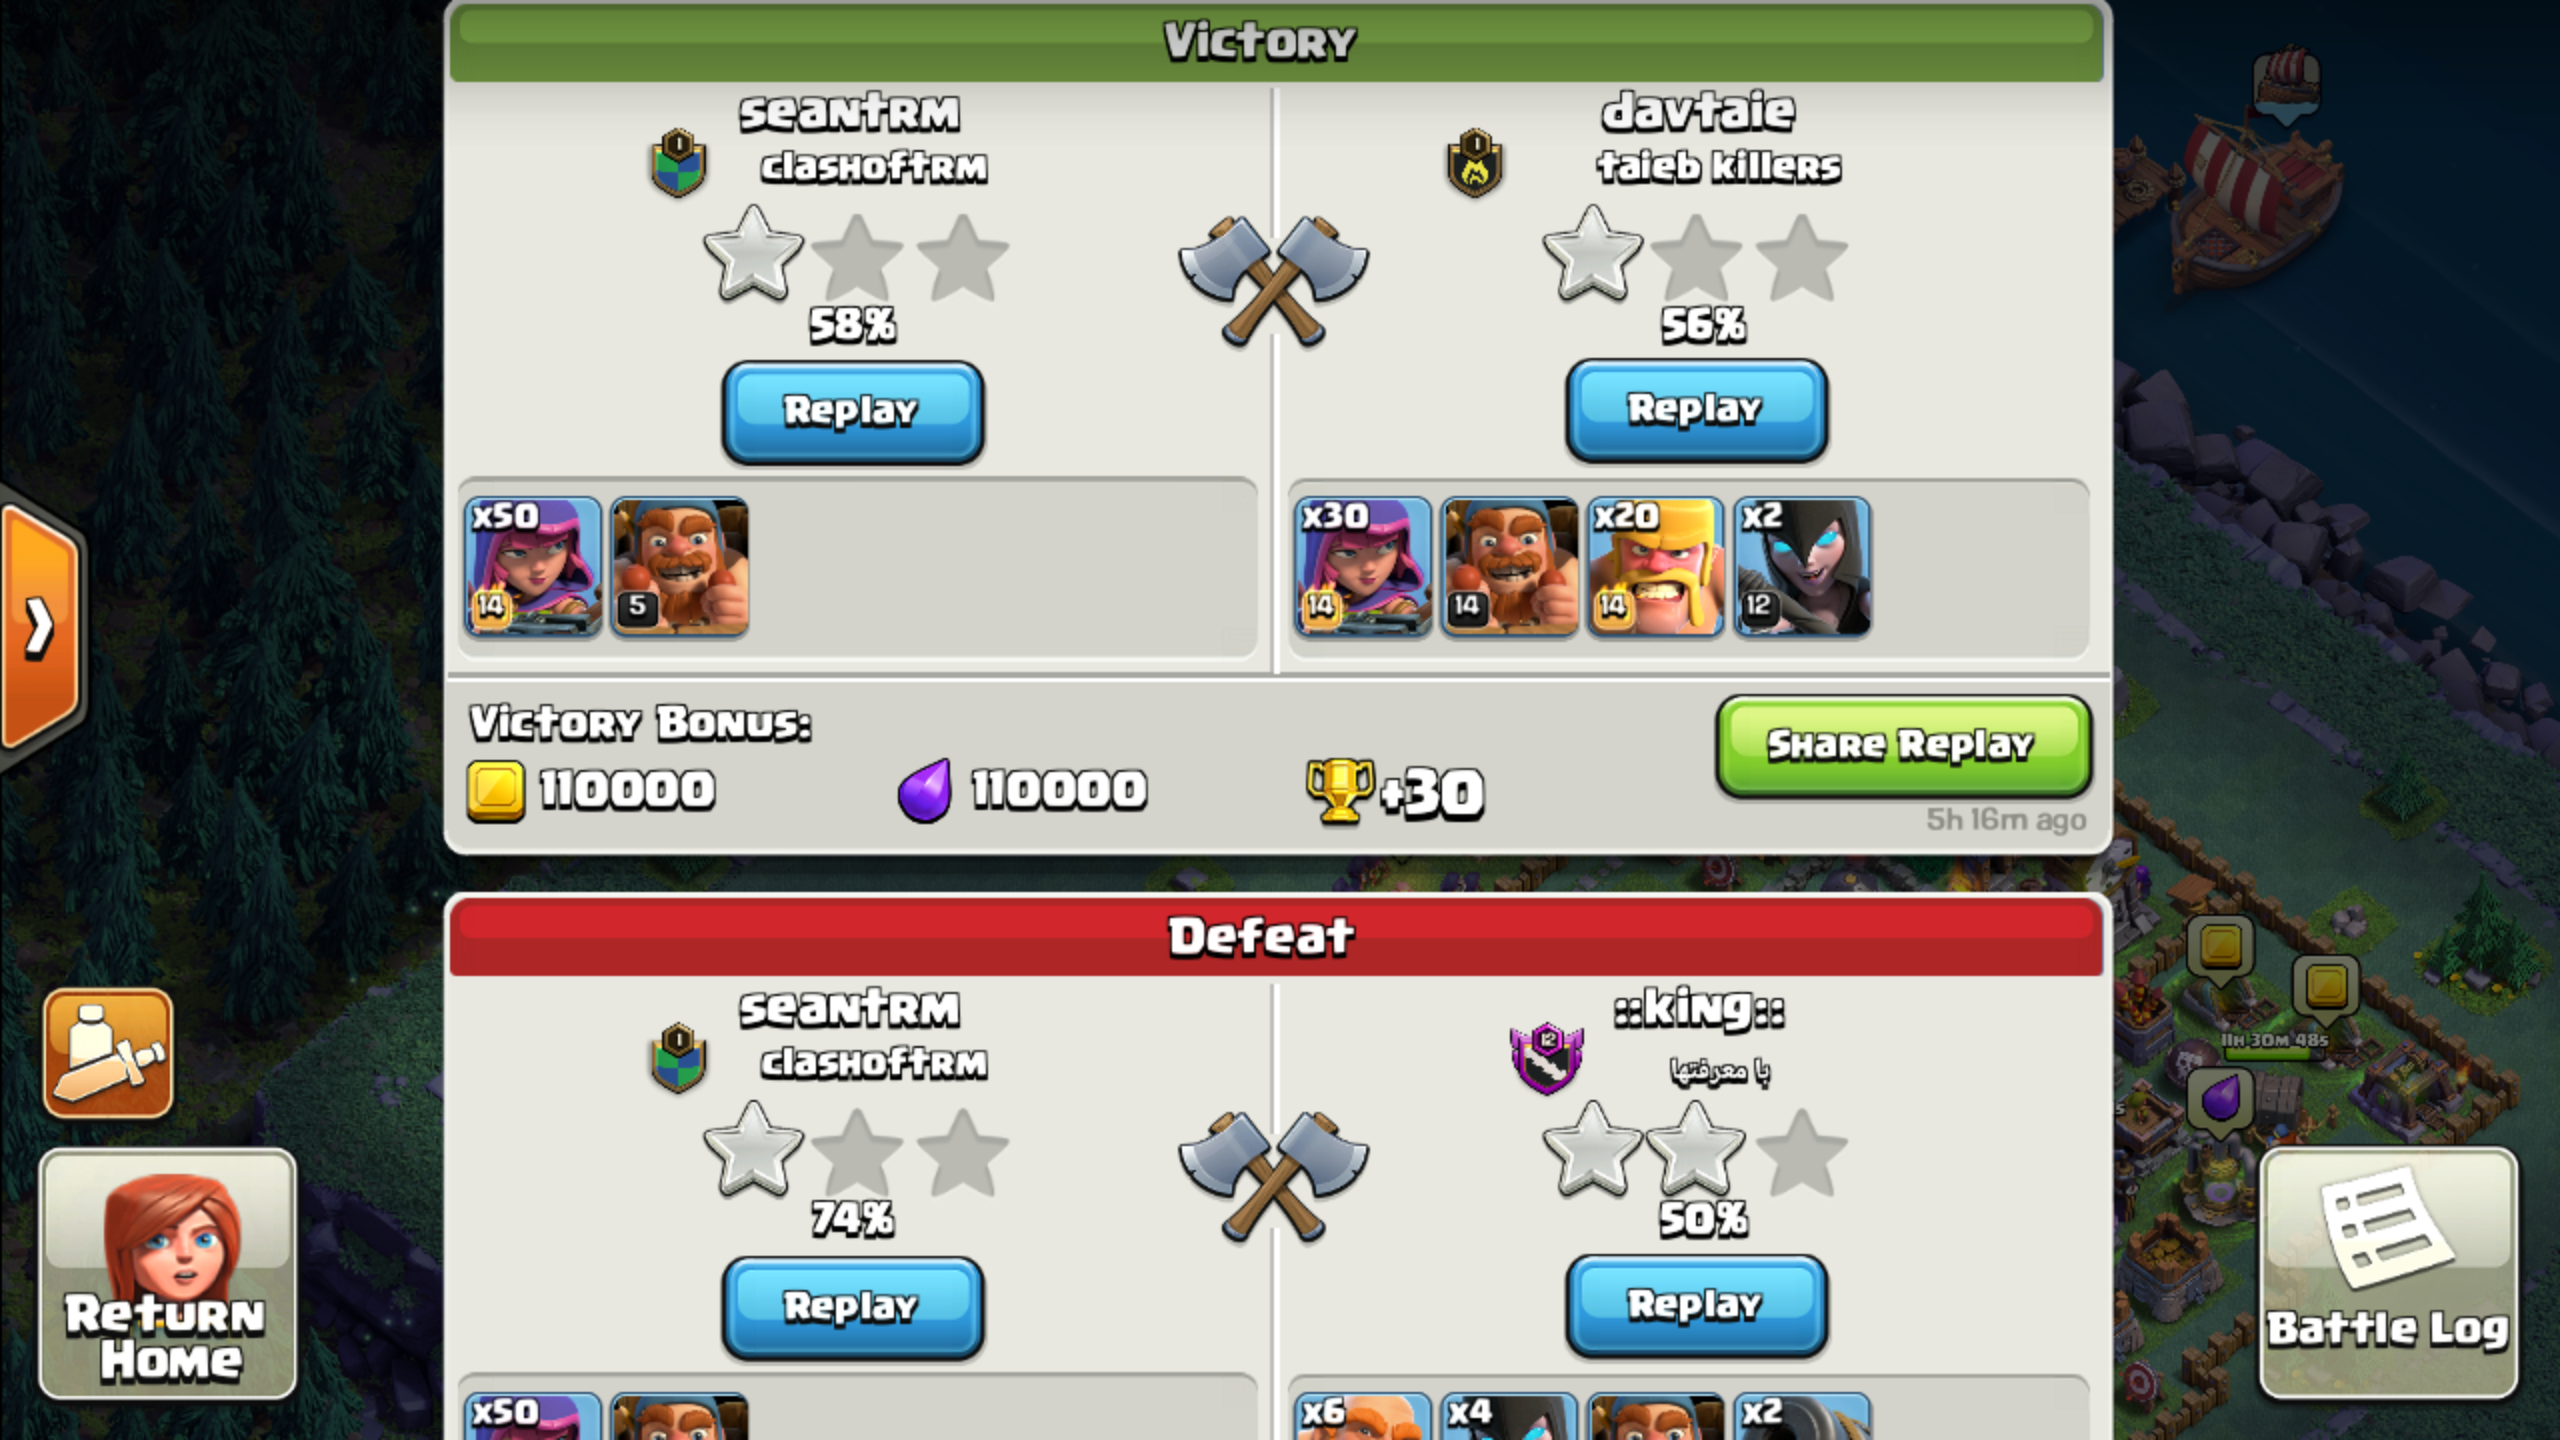 Victory
seantrm
clashoftrm
58%
Replay
x50
14
5
davtaie
taieb killers
56%
Replay
x30
14
14
x20
14
x2
12
Victory Bonus:
110000
110000
+30
Share Replay
5h 16m ago
Defeat
seantrm
clashoftrm
74%
Replay
x50
::king::
12
با معرفتها
50%
Replay
x6
x4
x2
Return
Home
11H 30M 48s
Battle Log